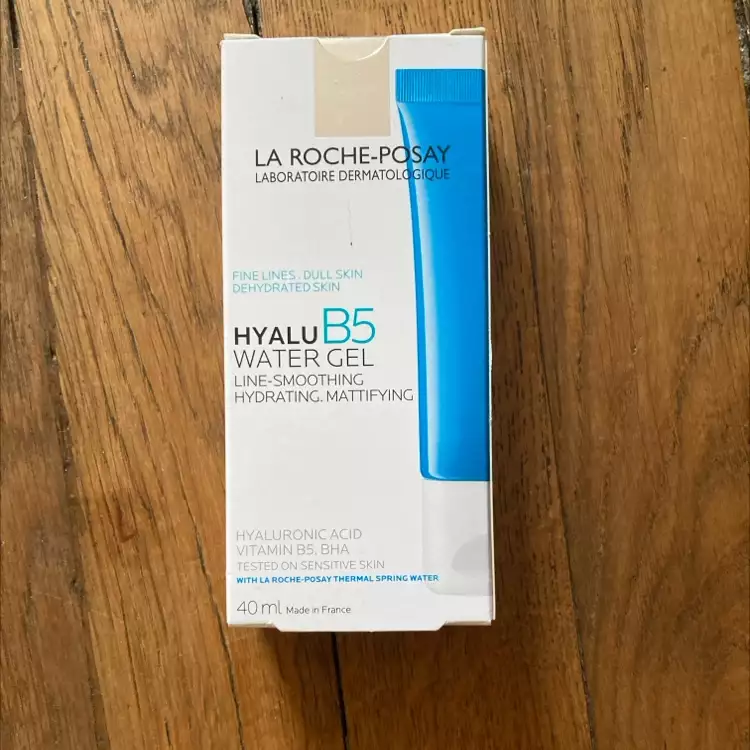 LA ROCHE-POSAY
LABORATOIRE DERMATOLOGIQUE
FINE LINES. DULL SKIN
DEHYDRATED SKIN
HYALU B5
WATER GEL
LINE-SMOOTHING
HYDRATING. MATTIFYING
HYALURONIC ACID
VITAMIN B5, BHA
TESTED ON SENSITIVE SKIN
WITH LA ROCHE-POSAY THERMAL SPRING WATER
40 ml Made in France